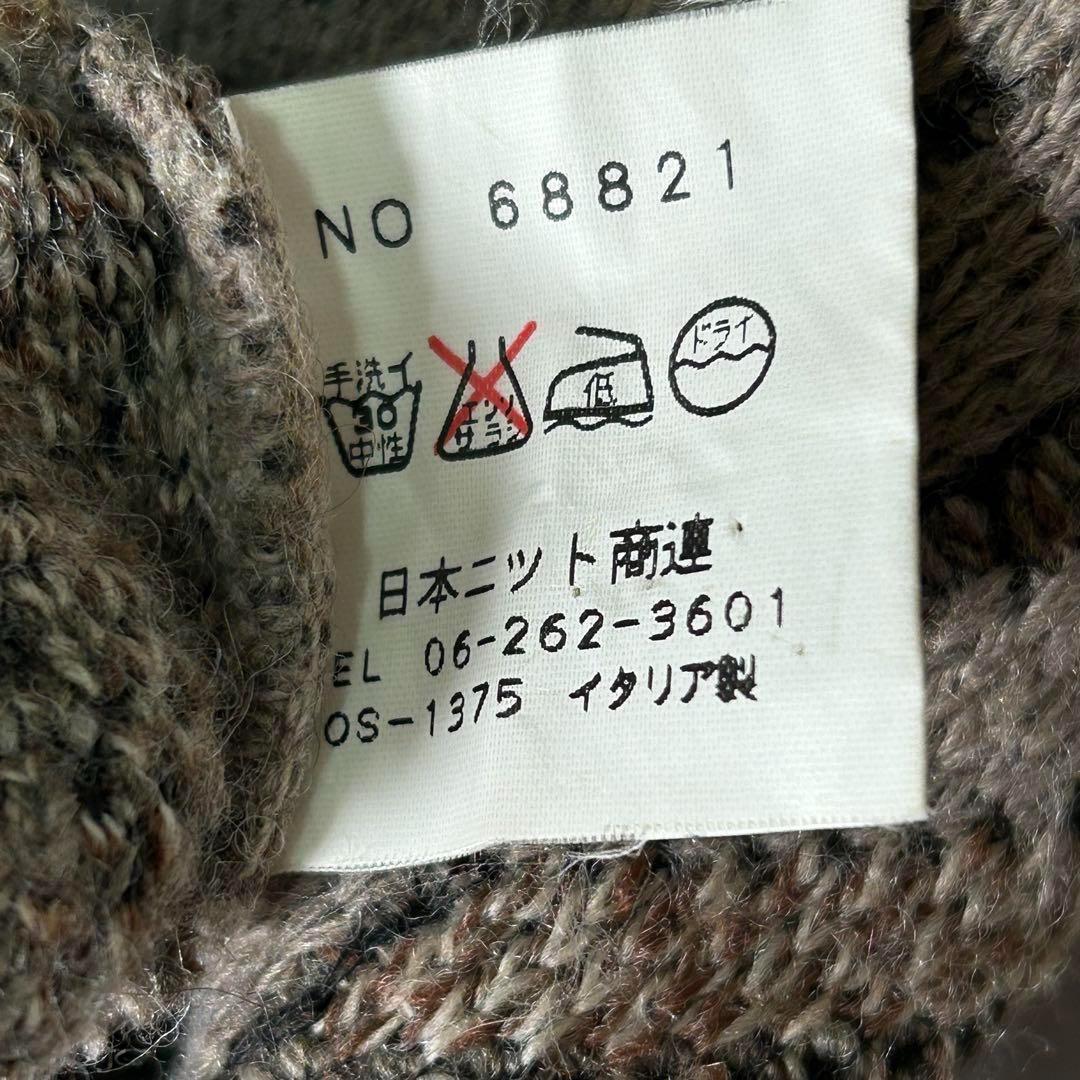 NO 68821
手洗イ
30
中性
エンソ
サラシ
低
ドライ
日本ニット商連
EL 06-262-3601
OS-1375 イタリア製